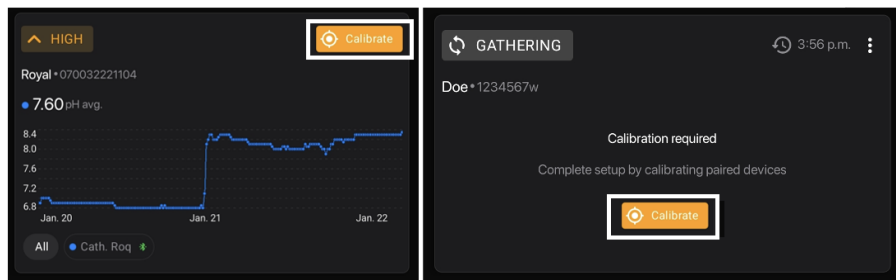 HIGH
Calibrate
Royal • 070032221104
7.60 pH avg.
8.4
8.0
7.6
7.2
6.8
Jan. 20 Jan. 21 Jan. 22
All Cath. Roq
GATHERING
3:56 p.m.
Doe • 1234567w
Calibration required
Complete setup by calibrating paired devices
Calibrate